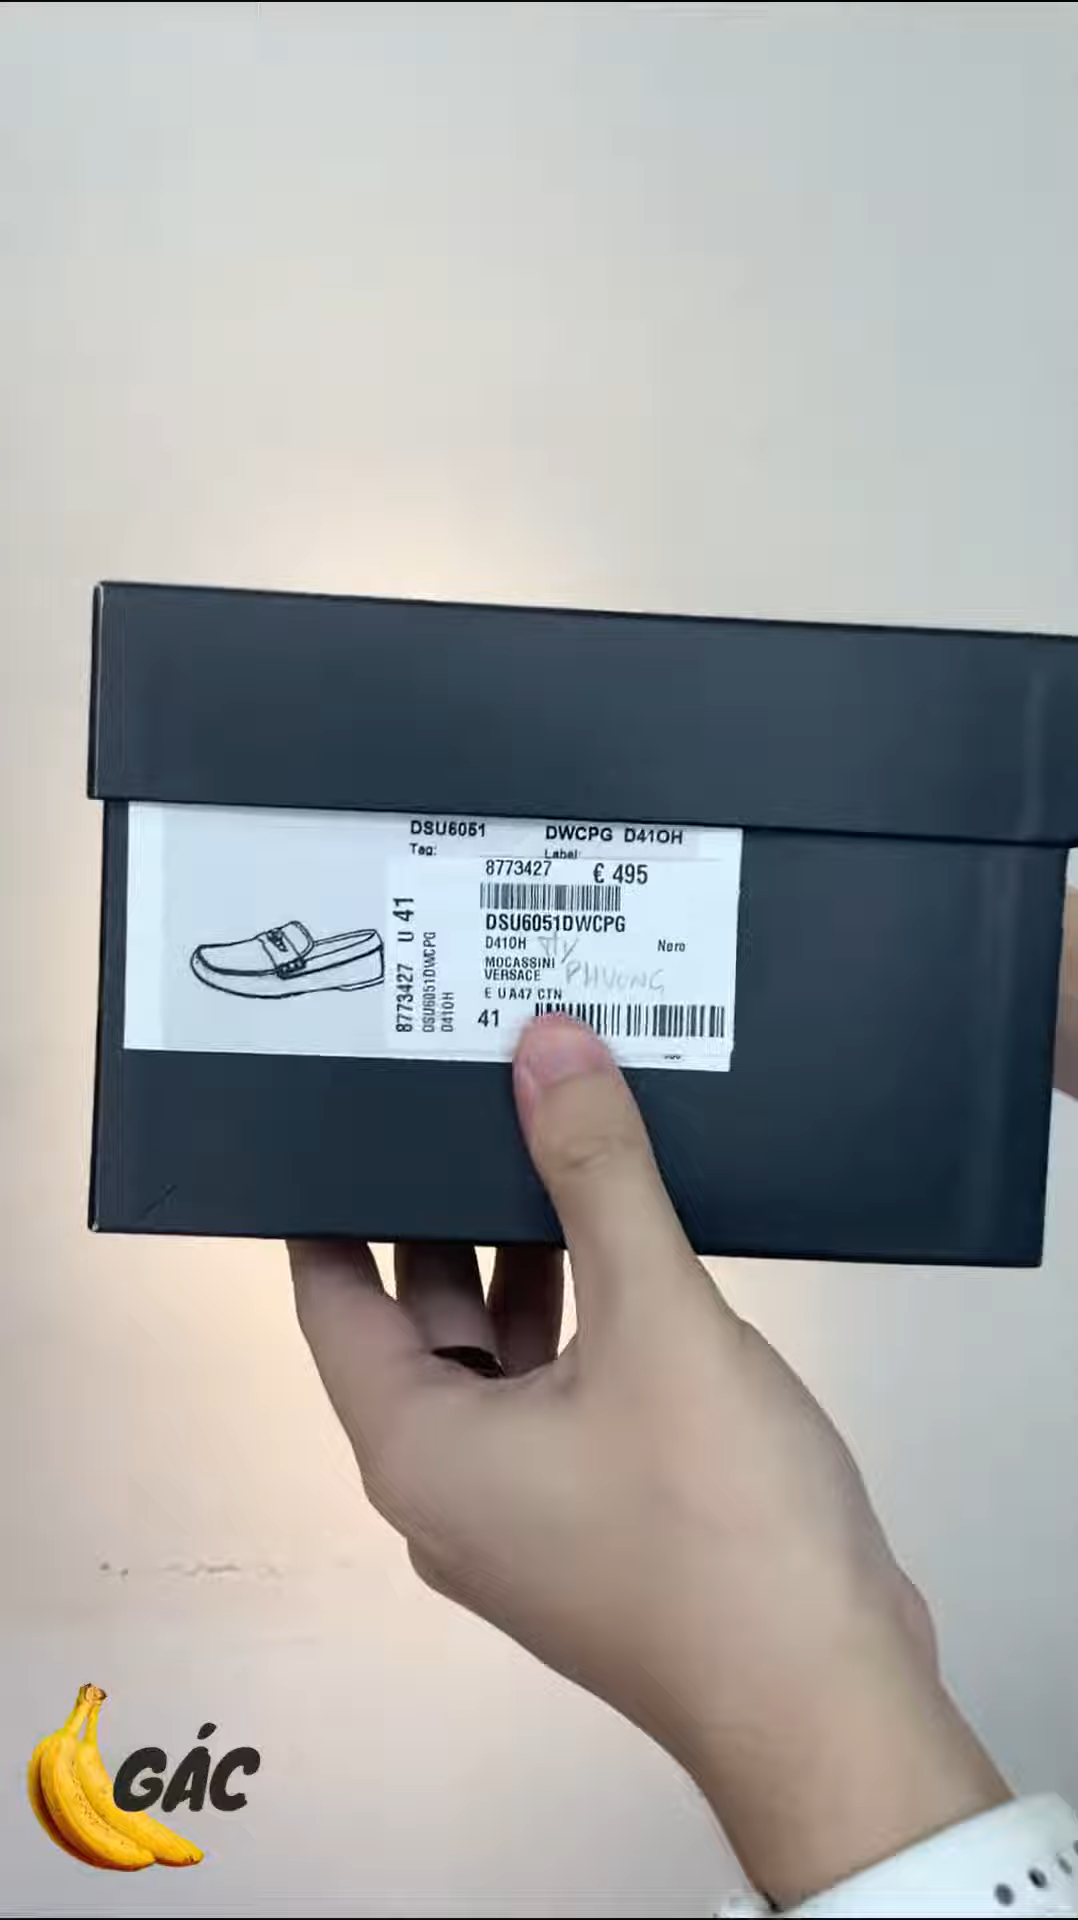 DSU6051 DWCPG D41OH
Tag: Label:
8773427 € 495
DSU6051DWCPG
D41OH Nero
MOCASSINI
VERSACE
PHUONG
E U A47 CTN
41
8773427 U 41
DSU6051DWCPG
D41OH
GÁC